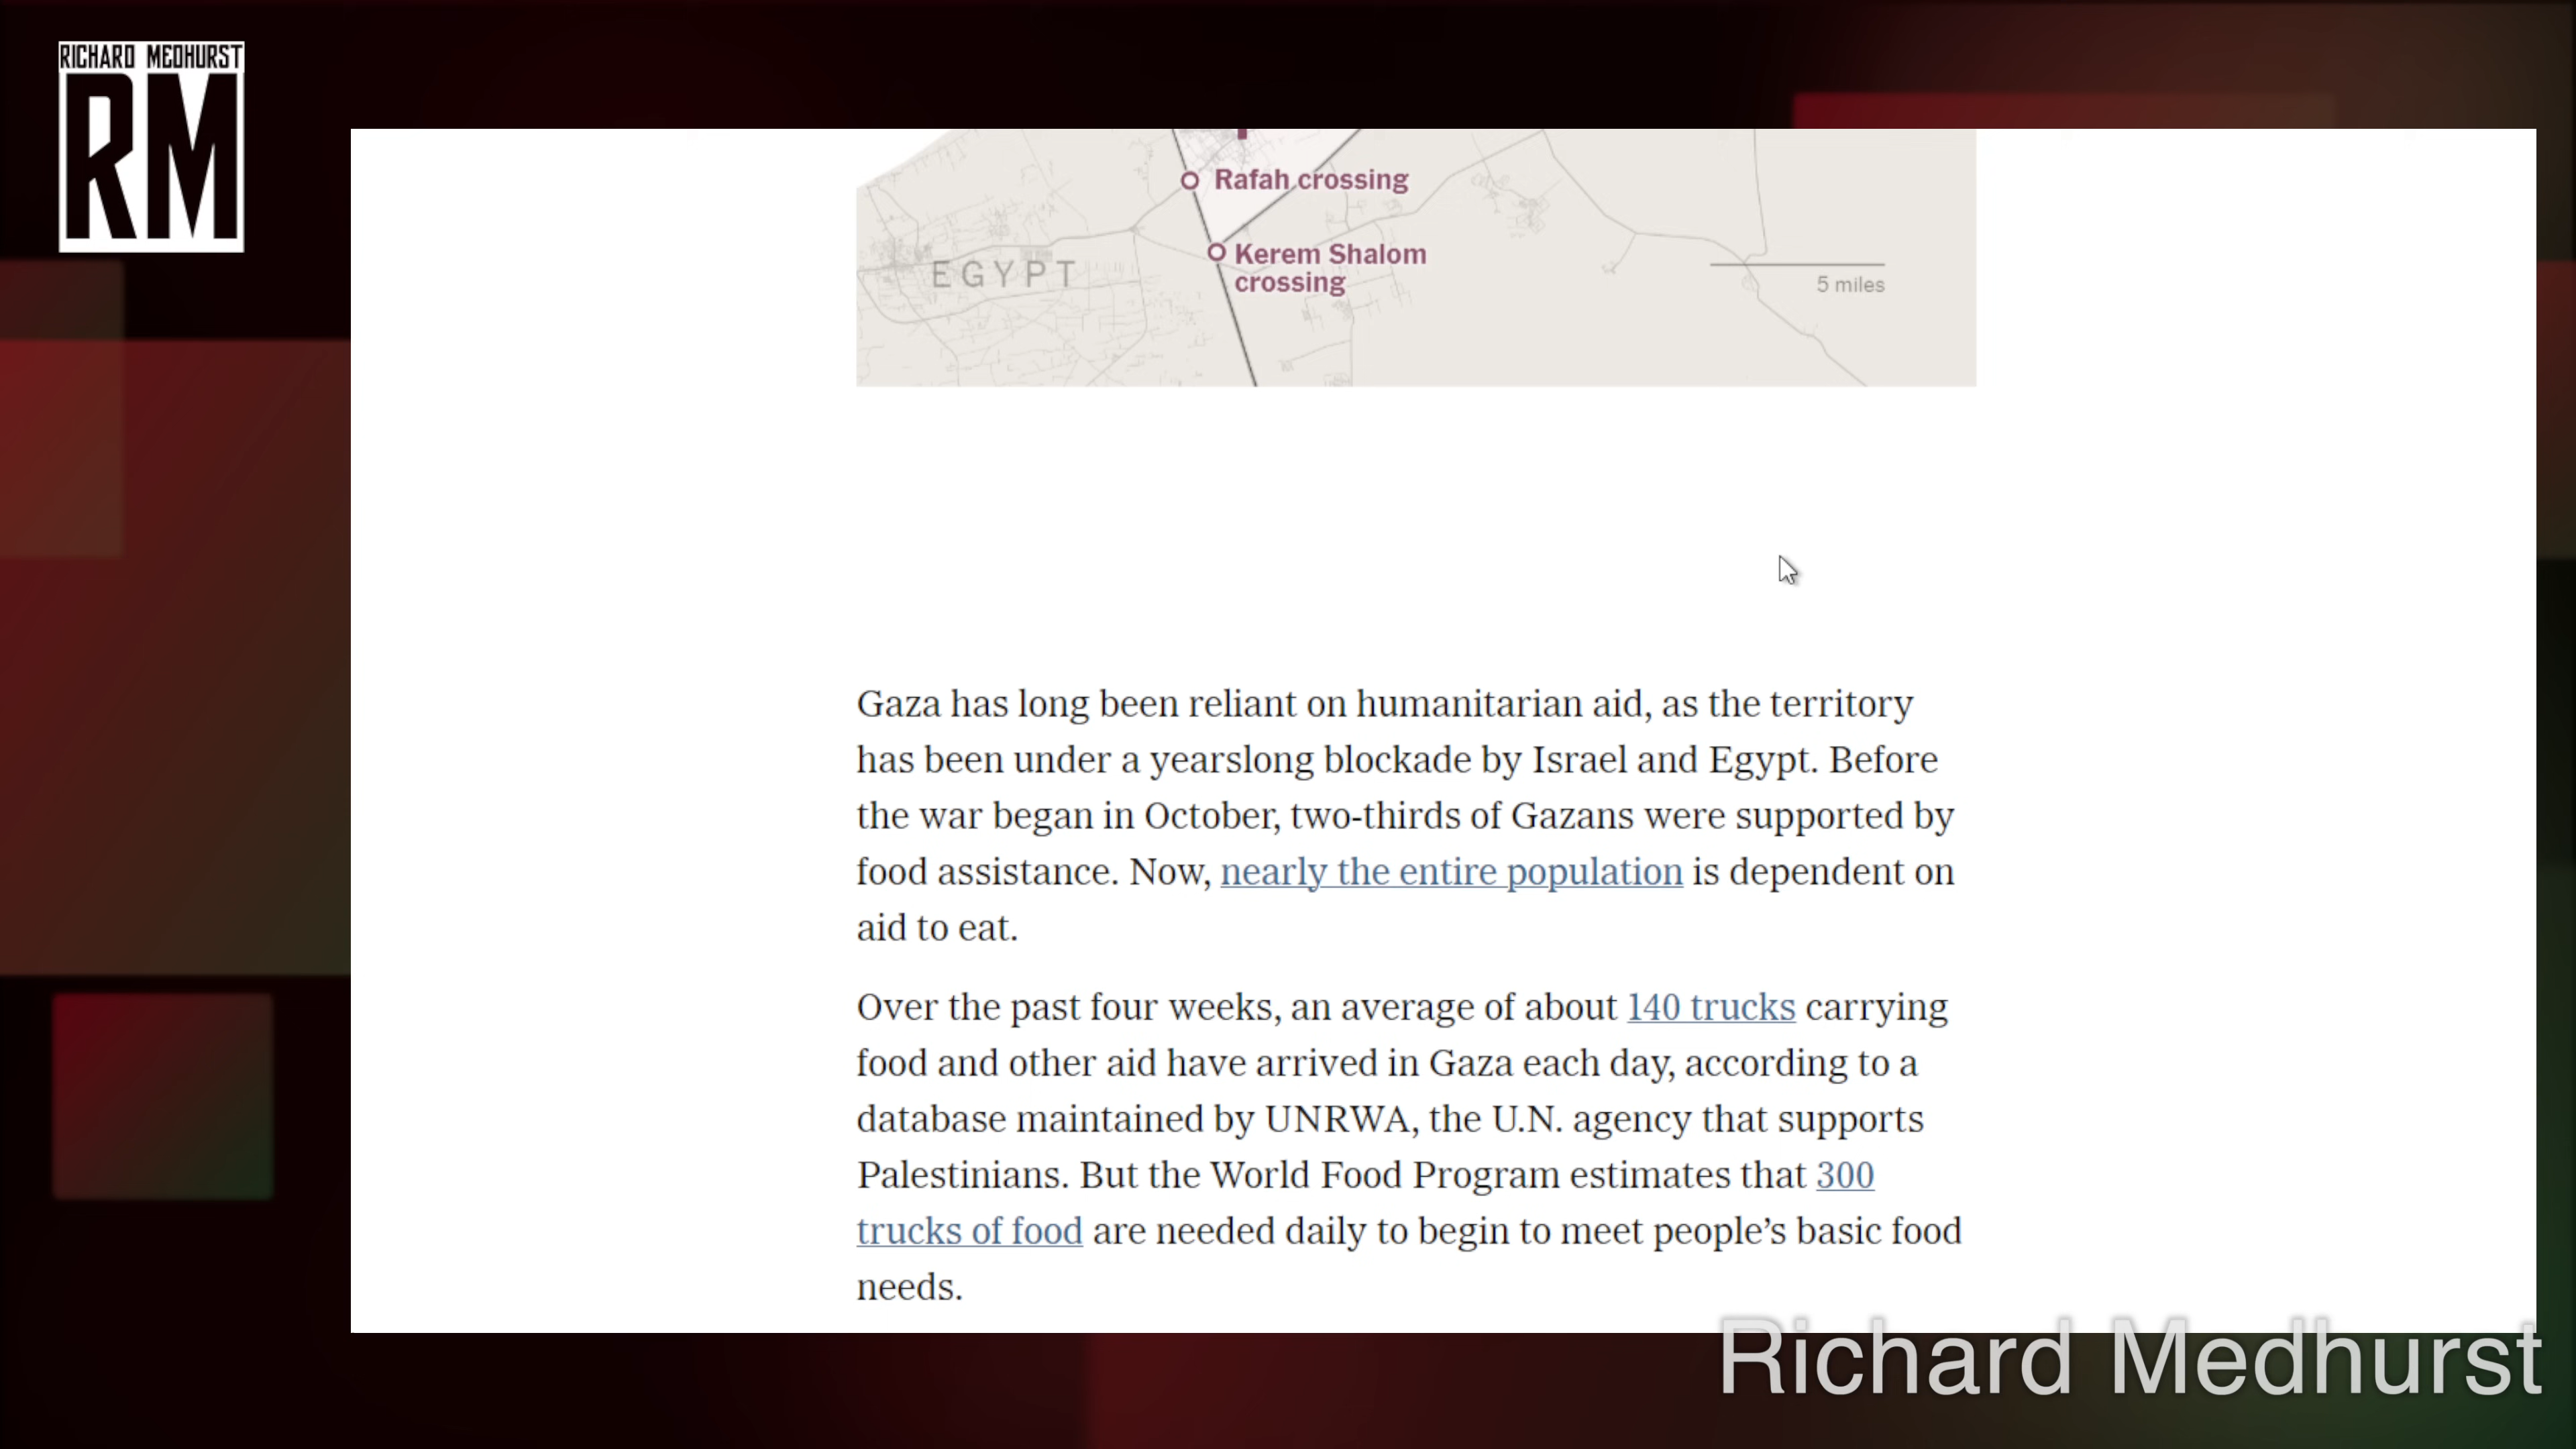 RICHARD MEDHURST
RM
Rafah crossing
Kerem Shalom
crossing
EGYPT
5 miles
Gaza has long been reliant on humanitarian aid, as the territory
has been under a yearslong blockade by Israel and Egypt. Before
the war began in October, two-thirds of Gazans were supported by
food assistance. Now, nearly the entire population is dependent on
aid to eat.
Over the past four weeks, an average of about 140 trucks carrying
food and other aid have arrived in Gaza each day, according to a
database maintained by UNRWA, the U.N. agency that supports
Palestinians. But the World Food Program estimates that 300
trucks of food are needed daily to begin to meet people’s basic food
needs.
Richard Medhurst